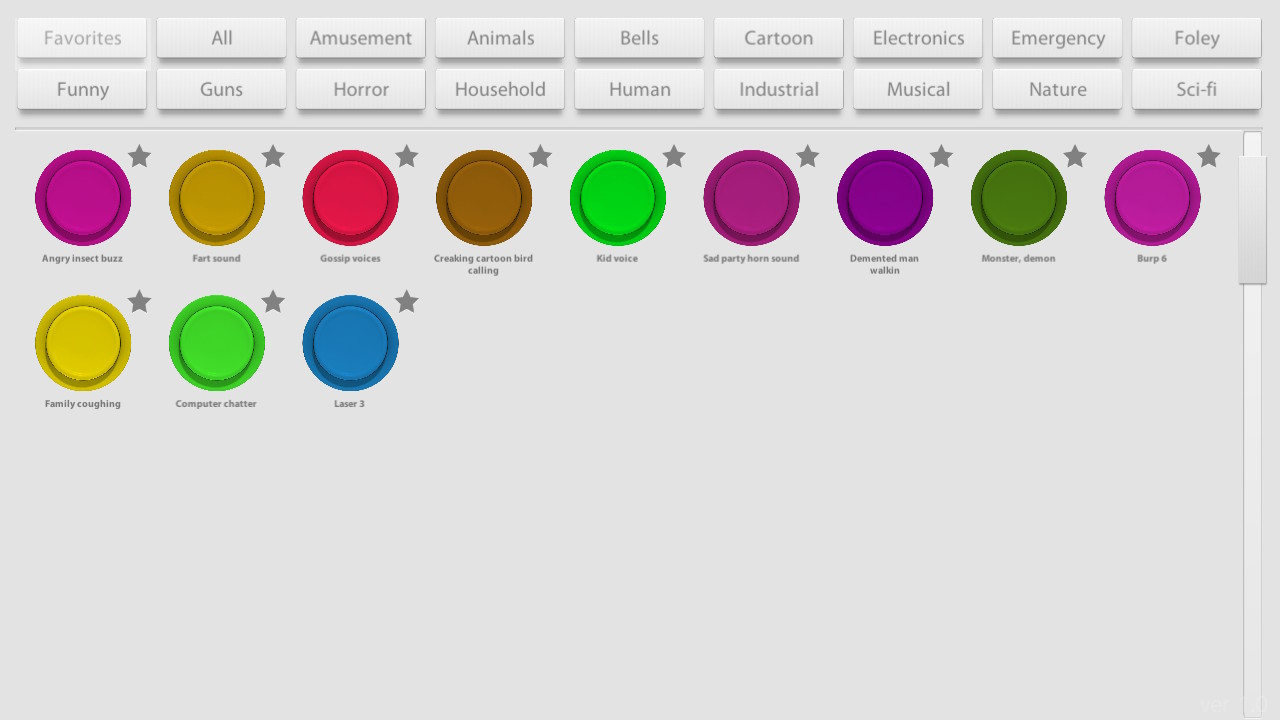 Favorites
All
Amusement
Animals
Bells
Cartoon
Electronics
Emergency
Foley
Funny
Guns
Horror
Household
Human
Industrial
Musical
Nature
Sci-fi
Angry insect buzz
Fart sound
Gossip voices
Creaking cartoon bird
calling
Kid voice
Sad party horn sound
Demented man
walkin
Monster, demon
Burp 6
Family coughing
Computer chatter
Laser 3